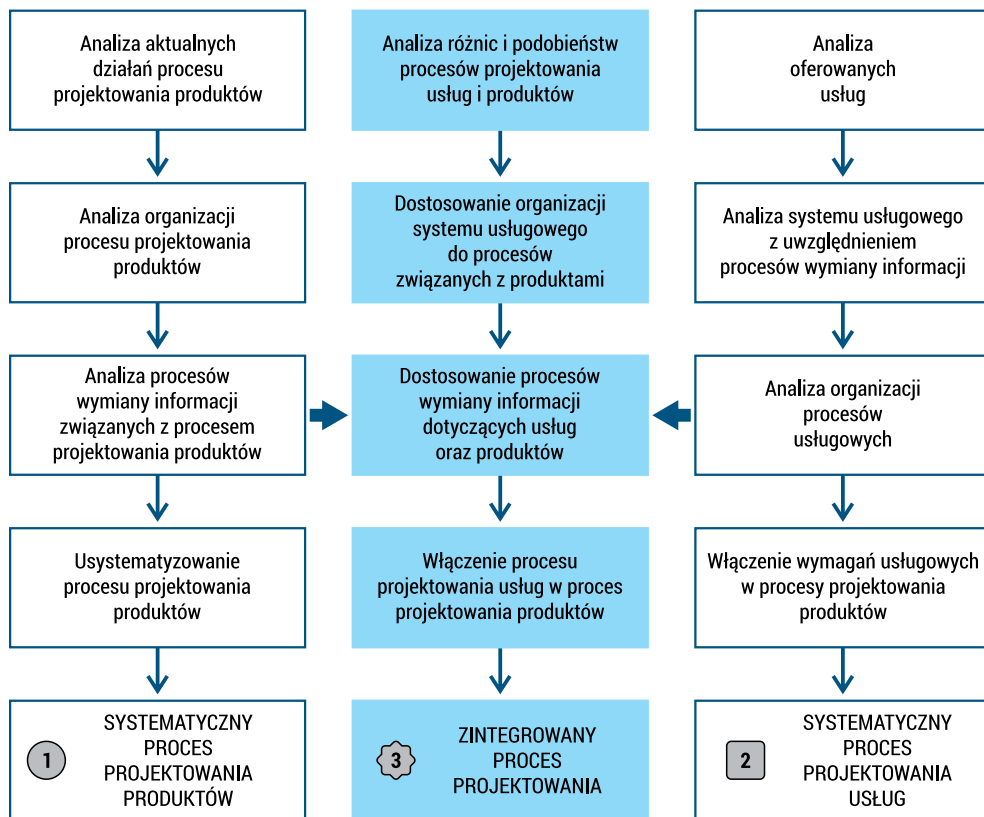 Analiza aktualnych
działań procesu
projektowania produktów
Analiza różnic i podobieństw
procesów projektowania
usług i produktów
Analiza
oferowanych
usług
Analiza organizacji
procesu projektowania
produktów
Dostosowanie organizacji
systemu usługowego
do procesów
związanych z produktami
Analiza systemu usługowego
z uwzględnieniem
procesów wymiany informacji
Analiza procesów
wymiany informacji
związanych z procesem
projektowania produktów
Dostosowanie procesów
wymiany informacji
dotyczących usług
oraz produktów
Analiza organizacji
procesów
usługowych
Usystematyzowanie
procesu projektowania
produktów
Włączenie procesu
projektowania usług w proces
projektowania produktów
Włączenie wymagań usługowych
w procesy projektowania
produktów
1
SYSTEMATYCZNY
PROCES
PROJEKTOWANIA
PRODUKTÓW
3
ZINTEGROWANY
PROCES
PROJEKTOWANIA
2
SYSTEMATYCZNY
PROCES
PROJEKTOWANIA
USŁUG